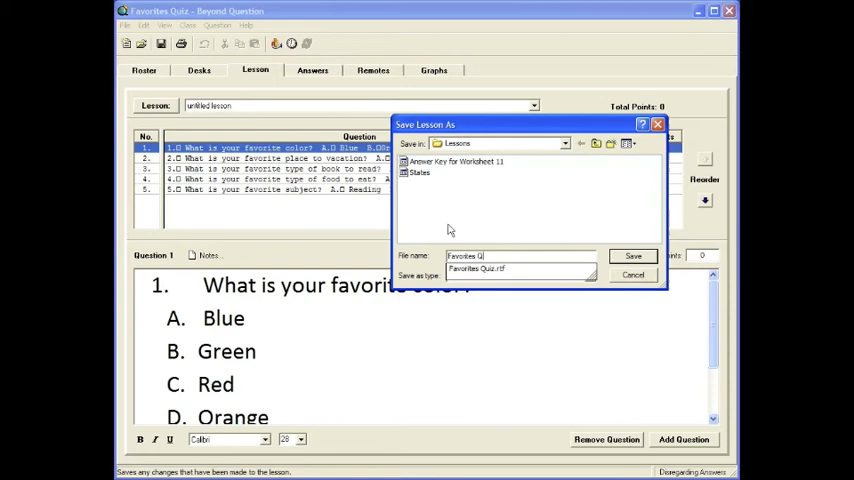 Favorites Quiz - Beyond Question
File Edit View Class Question Help
Roster Desks Lesson Answers Remotes Graphs
Lesson: untitled lesson Total Points: 0
No. Question
1. 1. What is your favorite color? A. Blue B.
2. 2. What is your favorite place to vacation? A.
3. 3. What is your favorite type of book to read?
4. 4. What is your favorite type of food to eat? A.
5. 5. What is your favorite subject? A. Reading
Reorder
Save Lesson As
Save in: Lessons
Answer Key for Worksheet 11
States
File name: Favorites Q
Save
Favorites Quiz.rtf
Save as type:
Cancel
Question 1 Notes... 0
1. What is your favorite color?
A. Blue
B. Green
C. Red
D. Orange
B I U Calibri 28 Remove Question Add Question
Saves any changes that have been made to the lesson. Disregarding Answers